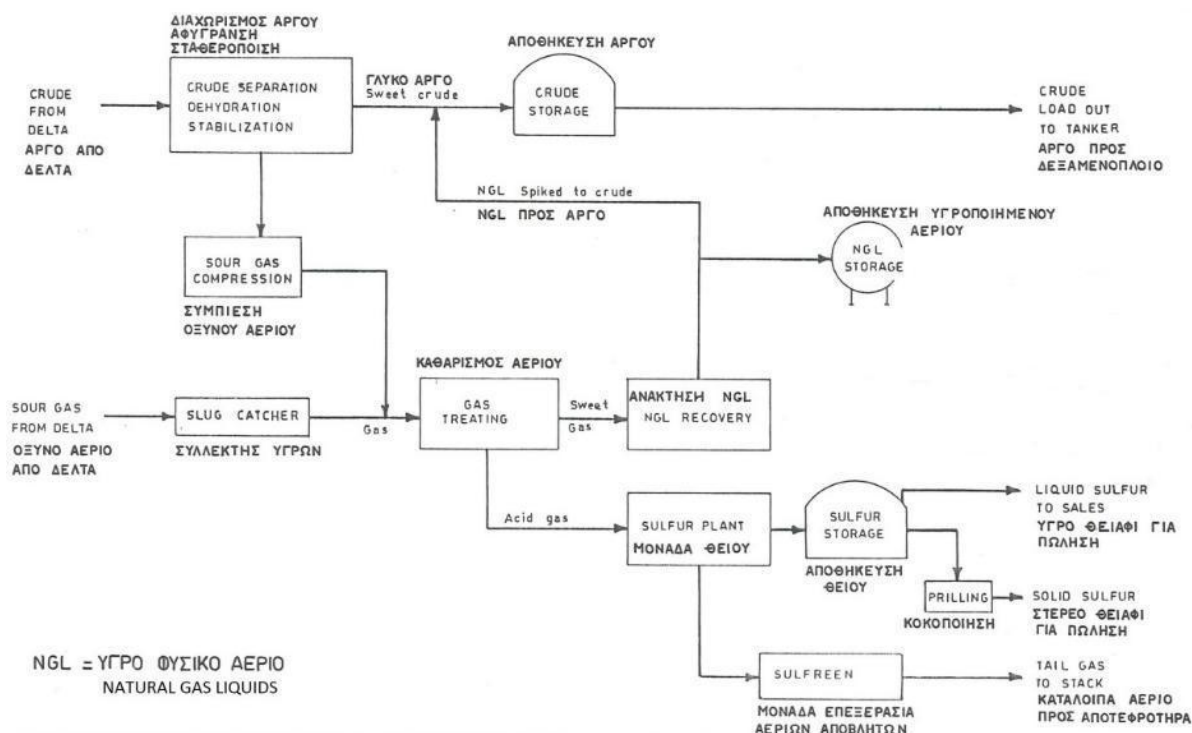 ΔΙΑΧΩΡΙΣΜΟΣ ΑΡΓΟΥ
ΑΦΥΓΡΑΝΣΗ
ΣΤΑΘΕΡΟΠΟΙΣΗ
CRUDE SEPARATION
DEHYDRATION
STABILIZATION
CRUDE
FROM
DELTA
ΑΡΓΟ ΑΠΟ
ΔΕΛΤΑ
ΓΛΥΚΟ ΑΡΓΟ
Sweet crude
ΑΠΟΘΗΚΕΥΣΗ ΑΡΓΟΥ
CRUDE
STORAGE
CRUDE
LOAD OUT
TO TANKER
ΑΡΓΟ ΠΡΟΣ
ΔΕΞΑΜΕΝΟΠΛΟΙΟ
NGL Spiked to crude
NGL ΠΡΟΣ ΑΡΓΟ
ΑΠΟΘΗΚΕΥΣΗ ΥΓΡΟΠΟΙΗΜΕΝΟΥ
ΑΕΡΙΟΥ
NGL
STORAGE
SOUR GAS
COMPRESSION
ΣΥΜΠΙΕΣΗ
ΟΞΥΝΟΥ ΑΕΡΙΟΥ
ΚΑΘΑΡΙΣΜΟΣ ΑΕΡΙΟΥ
GAS
TREATING
SOUR GAS
FROM DELTA
ΟΞΥΝΟ ΑΕΡΙΟ
ΑΠΟ ΔΕΛΤΑ
SLUG CATCHER
ΣΥΛΛΕΚΤΗΣ ΥΓΡΩΝ
Gas
Sweet
Gas
ΑΝΑΚΤΗΣΗ NGL
NGL RECOVERY
Acid gas
SULFUR PLANT
ΜΟΝΑΔΑ ΘΕΙΟΥ
SULFUR
STORAGE
ΑΠΟΘΗΚΕΥΣΗ
ΘΕΙΟΥ
LIQUID SULFUR
TO SALES
ΥΓΡΟ ΘΕΙΑΦΙ ΓΙΑ
ΠΩΛΗΣΗ
PRILLING
ΚΟΚΟΠΟΙΗΣΗ
SOLID SULFUR
ΣΤΕΡΕΟ ΘΕΙΑΦΙ
ΓΙΑ ΠΩΛΗΣΗ
SULFREEN
ΜΟΝΑΔΑ ΕΠΕΞΕΡΑΣΙΑ
ΑΕΡΙΩΝ ΑΠΟΒΛΗΤΩΝ
TAIL GAS
TO STACK
ΚΑΤΑΛΟΙΠΑ ΑΕΡΙΟ
ΠΡΟΣ ΑΠΟΤΕΦΡΟΤΗΡΑ
NGL = ΥΓΡΟ ΦΥΣΙΚΟ ΑΕΡΙΟ
NATURAL GAS LIQUIDS